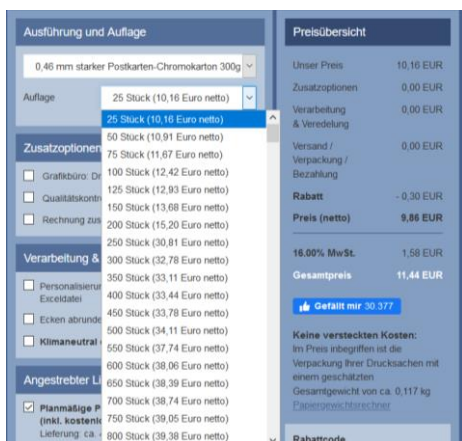 Ausführung und Auflage
0,46 mm starker Postkarten-Chromokarton 300g
Auflage
25 Stück (10,16 Euro netto)
25 Stück (10,16 Euro netto)
50 Stück (10,91 Euro netto)
75 Stück (11,67 Euro netto)
100 Stück (12,42 Euro netto)
125 Stück (12,93 Euro netto)
150 Stück (13,68 Euro netto)
200 Stück (15,20 Euro netto)
250 Stück (30,81 Euro netto)
300 Stück (32,78 Euro netto)
350 Stück (33,11 Euro netto)
400 Stück (33,44 Euro netto)
450 Stück (33,78 Euro netto)
500 Stück (34,11 Euro netto)
550 Stück (37,74 Euro netto)
600 Stück (38,06 Euro netto)
650 Stück (38,39 Euro netto)
700 Stück (38,74 Euro netto)
750 Stück (39,05 Euro netto)
800 Stück (39,38 Euro netto)
Zusatzoptionen
Grafikbüro: Dr
Qualitätskontr
Rechnung zus
Verarbeitung &
Personalisierun
Exceldatei
Ecken abrunde
Klimaneutral
Angestrebter Li
Planmäßige P
(inkl. kostenlo
Lieferung: ca.
Preisübersicht
Unser Preis 10,16 EUR
Zusatzoptionen 0,00 EUR
Verarbeitung 0,00 EUR
& Veredelung
Versand / 0,00 EUR
Verpackung /
Bezahlung
Rabatt - 0,30 EUR
Preis (netto) 9,86 EUR
16.00% MwSt. 1,58 EUR
Gesamtpreis 11,44 EUR
Gefällt mir 30.377
Keine versteckten Kosten:
Im Preis inbegriffen ist die
Verpackung Ihrer Drucksachen mit
einem geschätzten
Gesamtgewicht von ca. 0,117 kg
Papiergewichtsrechner
Rabattcode